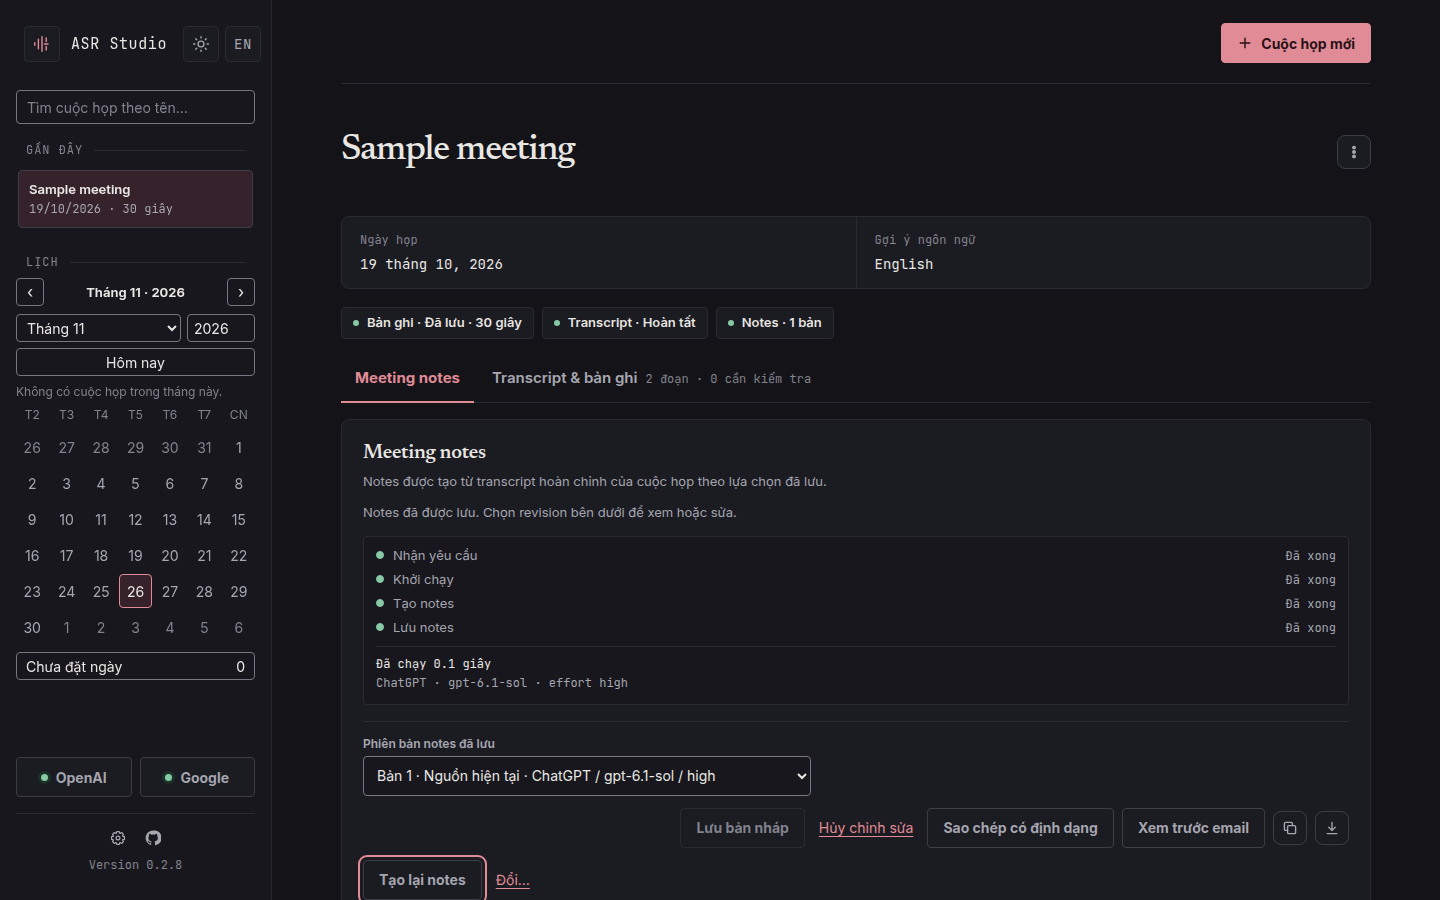 ASR Studio
EN
Tìm cuộc họp theo tên...
GẦN ĐÂY
Sample meeting
19/10/2026 · 30 giây
LỊCH
‹ Tháng 11 · 2026 ›
Tháng 11 2026
Hôm nay
Không có cuộc họp trong tháng này.
T2 T3 T4 T5 T6 T7 CN
26 27 28 29 30 31 1
2 3 4 5 6 7 8
9 10 11 12 13 14 15
16 17 18 19 20 21 22
23 24 25 26 27 28 29
30 1 2 3 4 5 6
Chưa đặt ngày 0
OpenAI Google
Version 0.2.8
+ Cuộc họp mới
Sample meeting
Ngày họp
19 tháng 10, 2026
Gợi ý ngôn ngữ
English
Bản ghi · Đã lưu · 30 giây
Transcript · Hoàn tất
Notes · 1 bản
Meeting notes
Transcript & bản ghi 2 đoạn · 0 cần kiểm tra
Meeting notes
Notes được tạo từ transcript hoàn chỉnh của cuộc họp theo lựa chọn đã lưu.
Notes đã được lưu. Chọn revision bên dưới để xem hoặc sửa.
Nhận yêu cầu Đã xong
Khởi chạy Đã xong
Tạo notes Đã xong
Lưu notes Đã xong
Đã chạy 0.1 giây
ChatGPT · gpt-6.1-sol · effort high
Phiên bản notes đã lưu
Bản 1 · Nguồn hiện tại · ChatGPT / gpt-6.1-sol / high
Lưu bản nháp Hủy chỉnh sửa Sao chép có định dạng Xem trước email
Tạo lại notes Đổi...